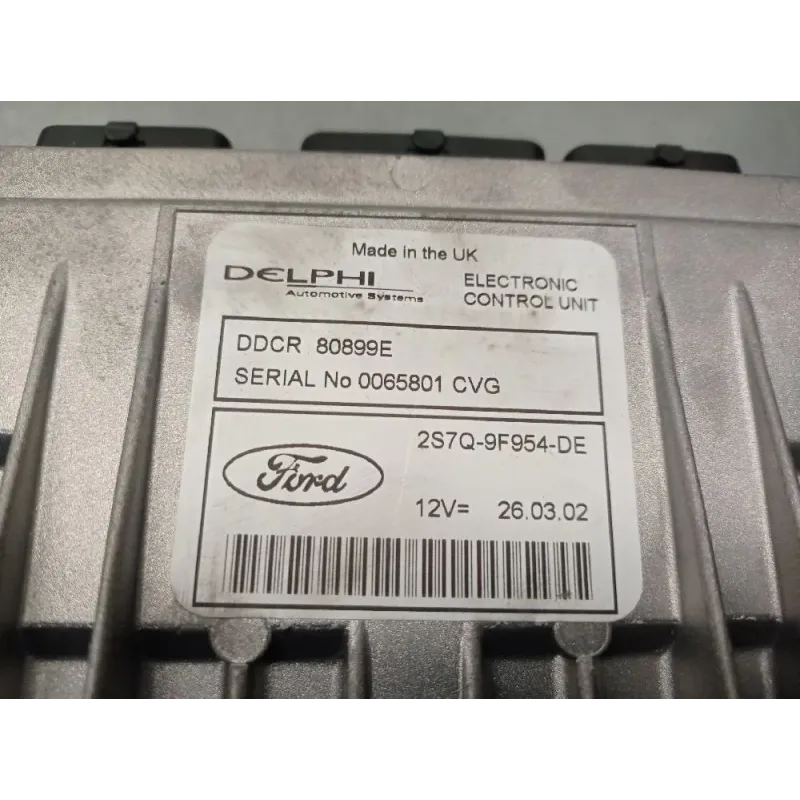 Made in the UK
DELPHI
Automotive Systems
ELECTRONIC
CONTROL UNIT
DDCR 80899E
SERIAL No 0065801 CVG
Ford
2S7Q-9F954-DE
12V= 26.03.02